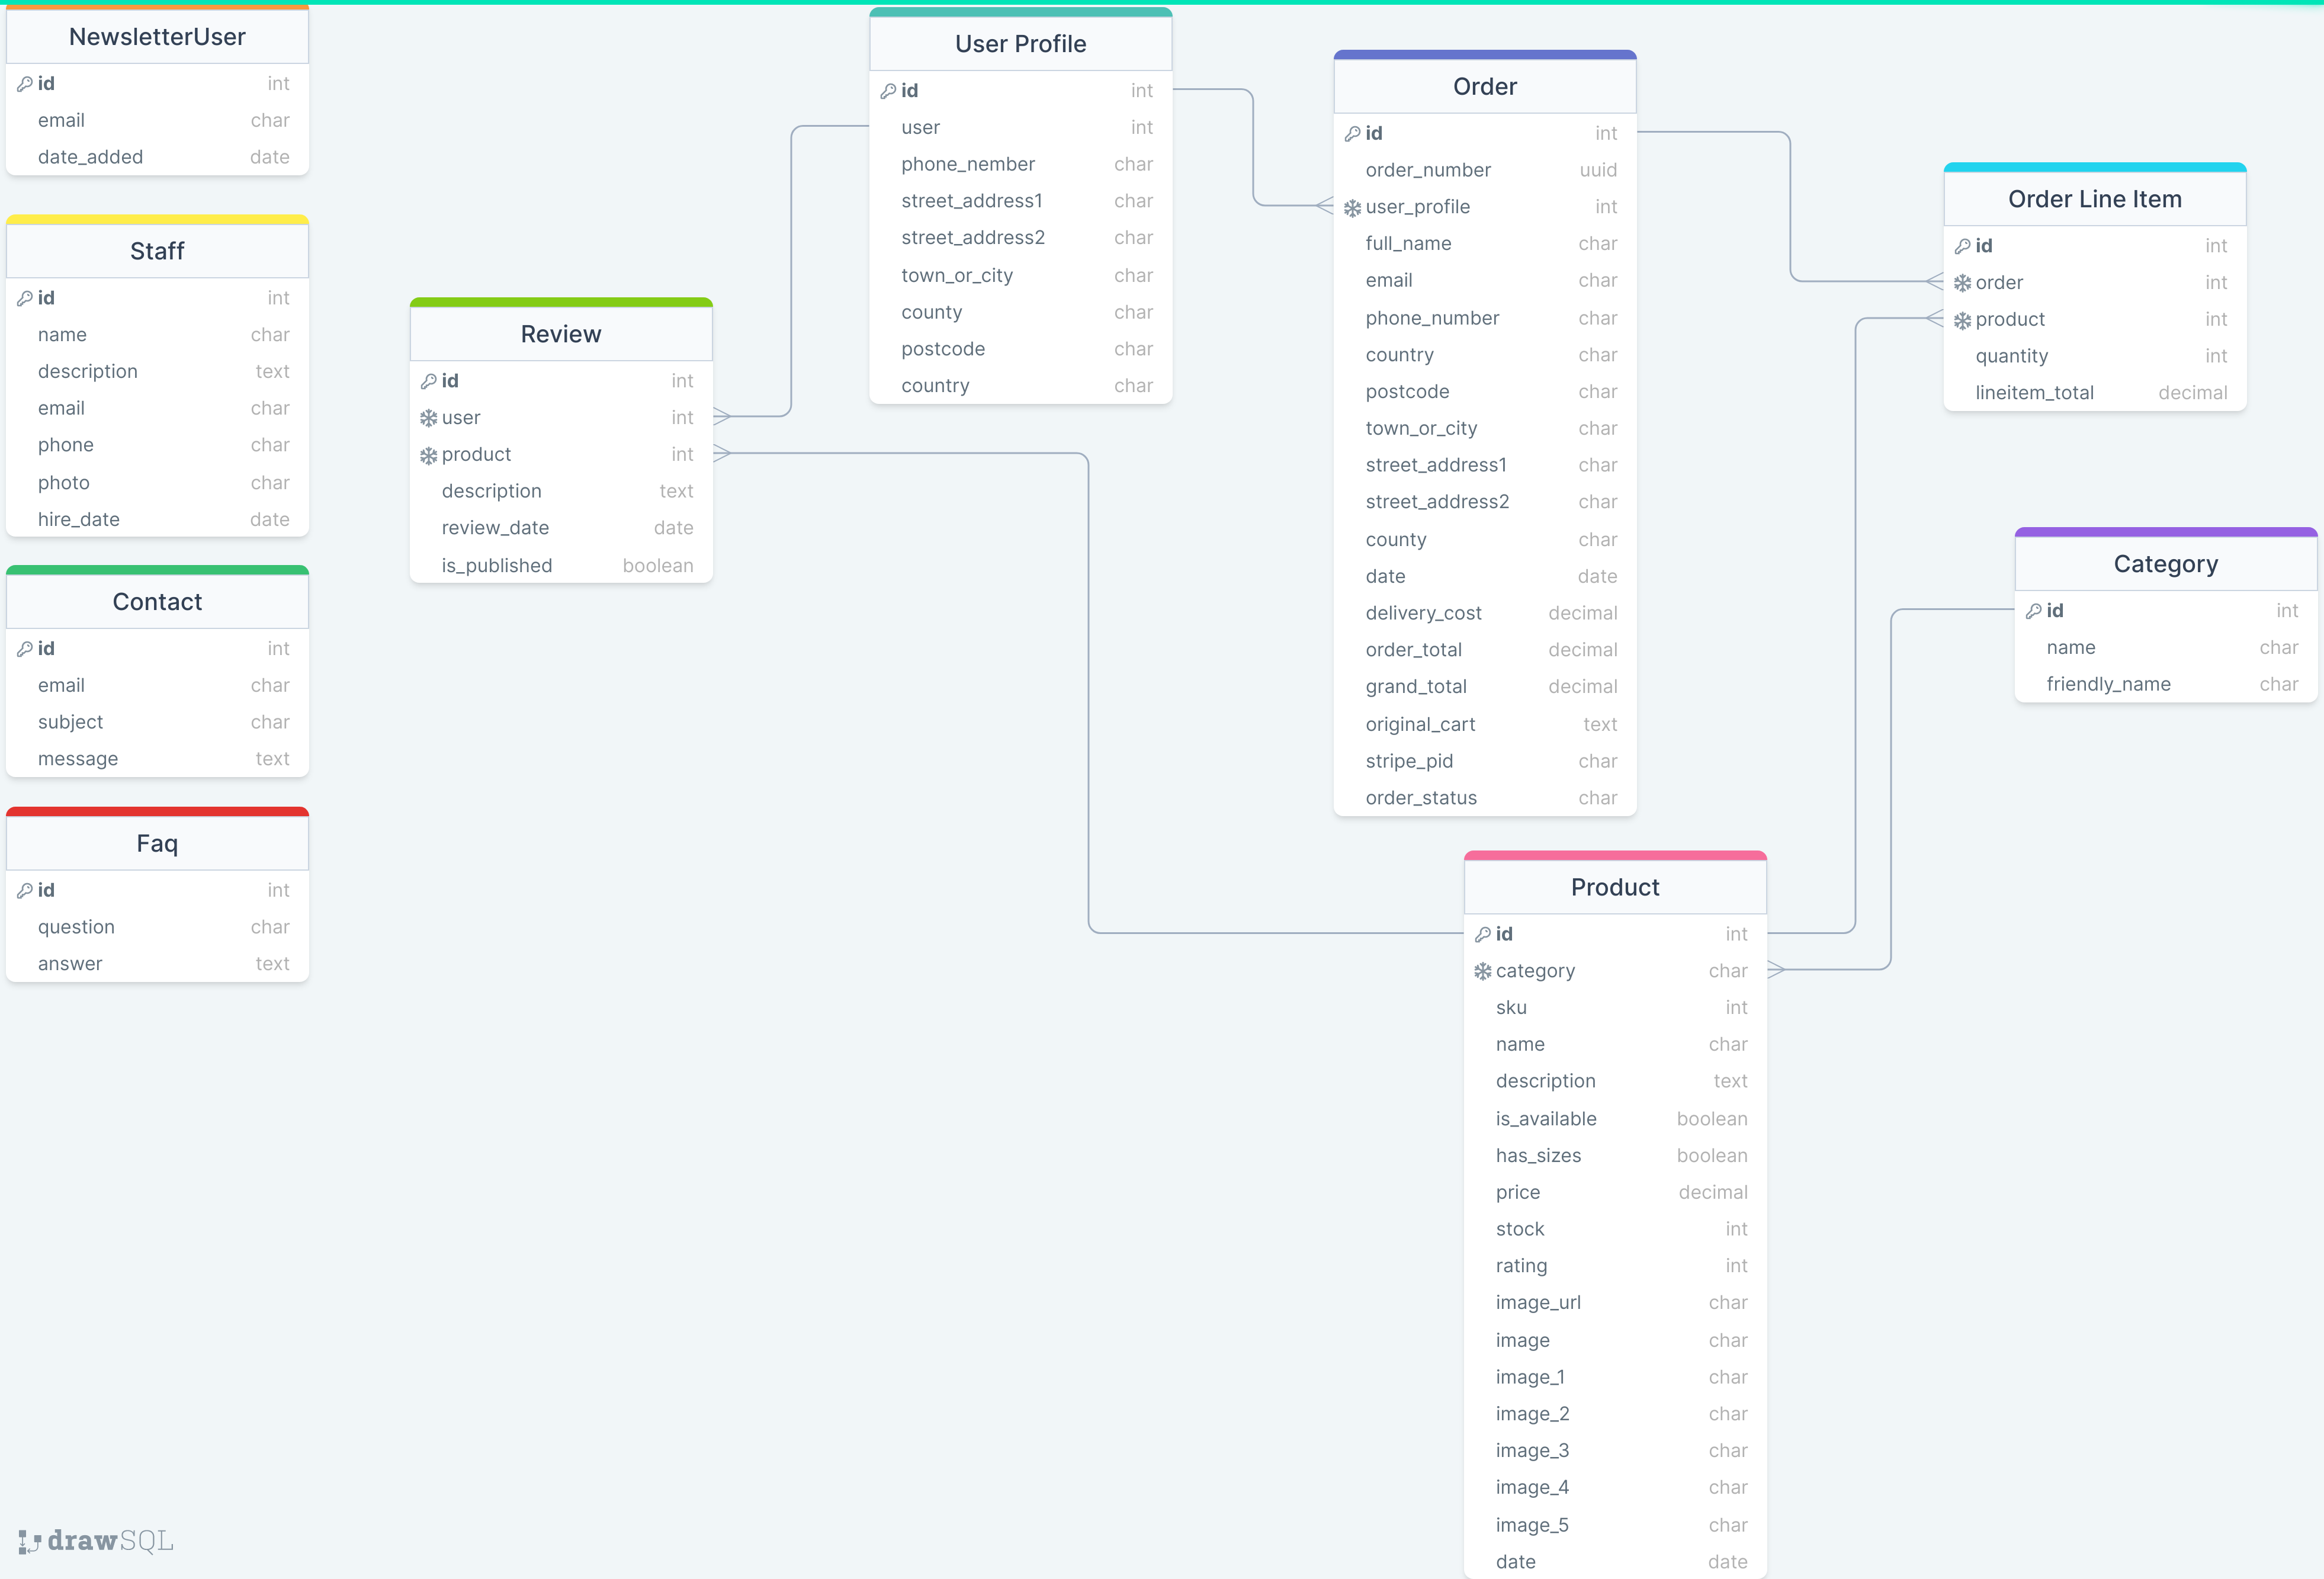 NewsletterUser
id int
email char
date_added date
Staff
id int
name char
description text
email char
phone char
photo char
hire_date date
Contact
id int
email char
subject char
message text
Faq
id int
question char
answer text
Review
id int
user int
product int
description text
review_date date
is_published boolean
User Profile
id int
user int
phone_nember char
street_address1 char
street_address2 char
town_or_city char
county char
postcode char
country char
Order
id int
order_number uuid
user_profile int
full_name char
email char
phone_number char
country char
postcode char
town_or_city char
street_address1 char
street_address2 char
county char
date date
delivery_cost decimal
order_total decimal
grand_total decimal
original_cart text
stripe_pid char
order_status char
Order Line Item
id int
order int
product int
quantity int
lineitem_total decimal
Category
id int
name char
friendly_name char
Product
id int
category char
sku int
name char
description text
is_available boolean
has_sizes boolean
price decimal
stock int
rating int
image_url char
image char
image_1 char
image_2 char
image_3 char
image_4 char
image_5 char
date date
drawSQL